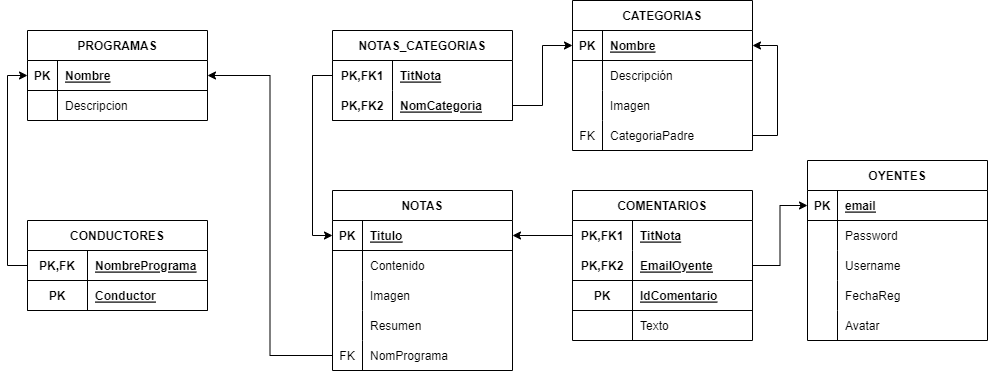 PROGRAMAS
PK Nombre
Descripcion
CONDUCTORES
PK,FK NombrePrograma
PK Conductor
NOTAS_CATEGORIAS
PK,FK1 TitNota
PK,FK2 NomCategoria
NOTAS
PK Titulo
Contenido
Imagen
Resumen
FK NomPrograma
CATEGORIAS
PK Nombre
Descripción
Imagen
FK CategoriaPadre
COMENTARIOS
PK,FK1 TitNota
PK,FK2 EmailOyente
PK IdComentario
Texto
OYENTES
PK email
Password
Username
FechaReg
Avatar